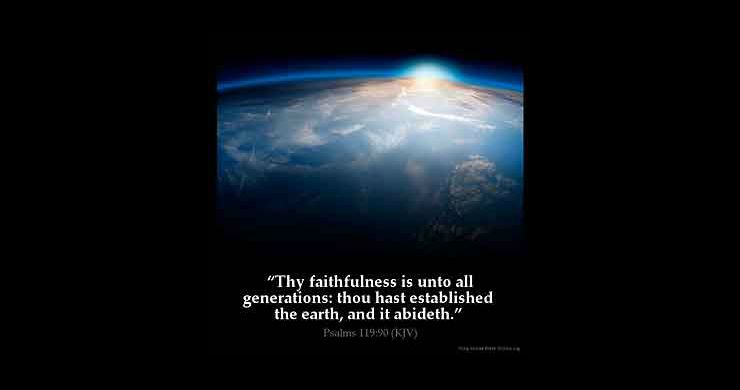 “Thy faithfulness is unto all
generations: thou hast established
the earth, and it abideth.”
Psalms 119:90 (KJV)